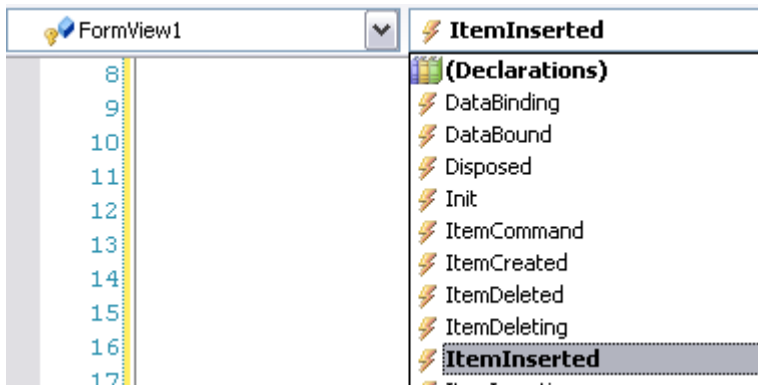 FormView1
ItemInserted
8
9
10
11
12
13
14
15
16
17
(Declarations)
DataBinding
DataBound
Disposed
Init
ItemCommand
ItemCreated
ItemDeleted
ItemDeleting
ItemInserted